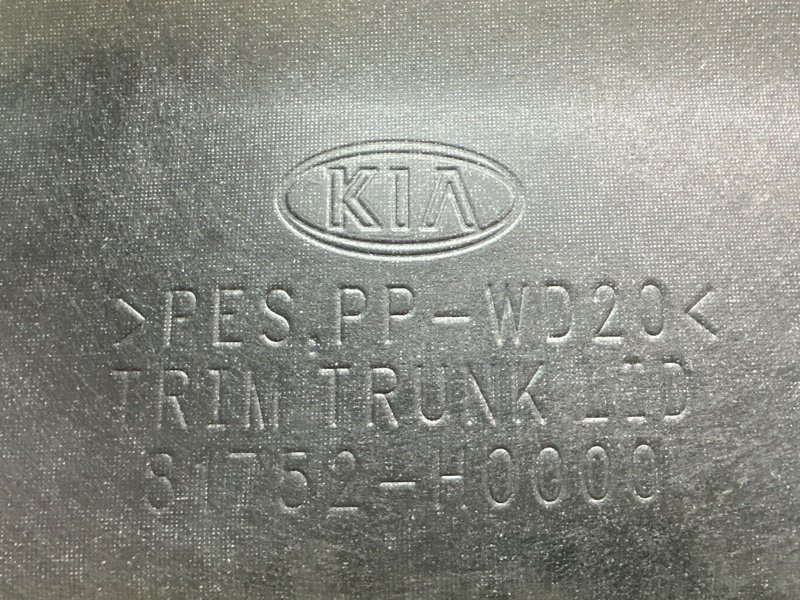 KIA
>PES.PP-WD20<
TRIM TRUNK LID
81752-H0000